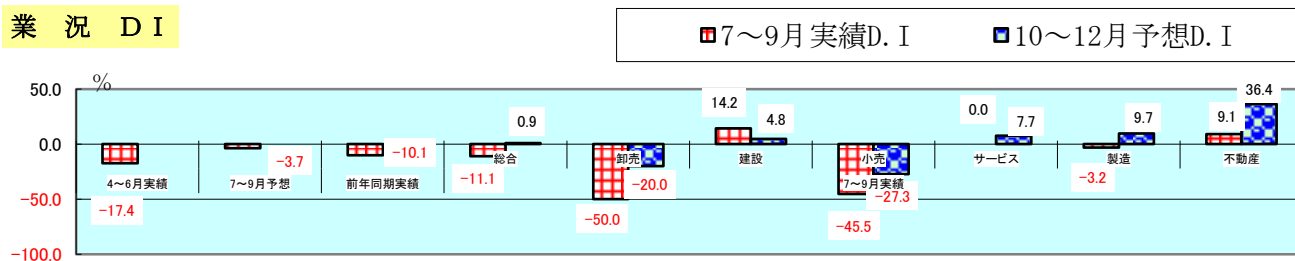 業 況 DI
7～9月実績D.I 10～12月予想D.I
%
50.0
0.0
-50.0
-100.0
-17.4
-3.7
-10.1
-11.1
0.9
-50.0
-20.0
14.2
4.8
-45.5
-27.3
0.0
7.7
-3.2
9.7
9.1
36.4
4～6月実績
7～9月予想
前年同期実績
総合
卸売
建設
小売
7～9月実績
サービス
製造
不動産